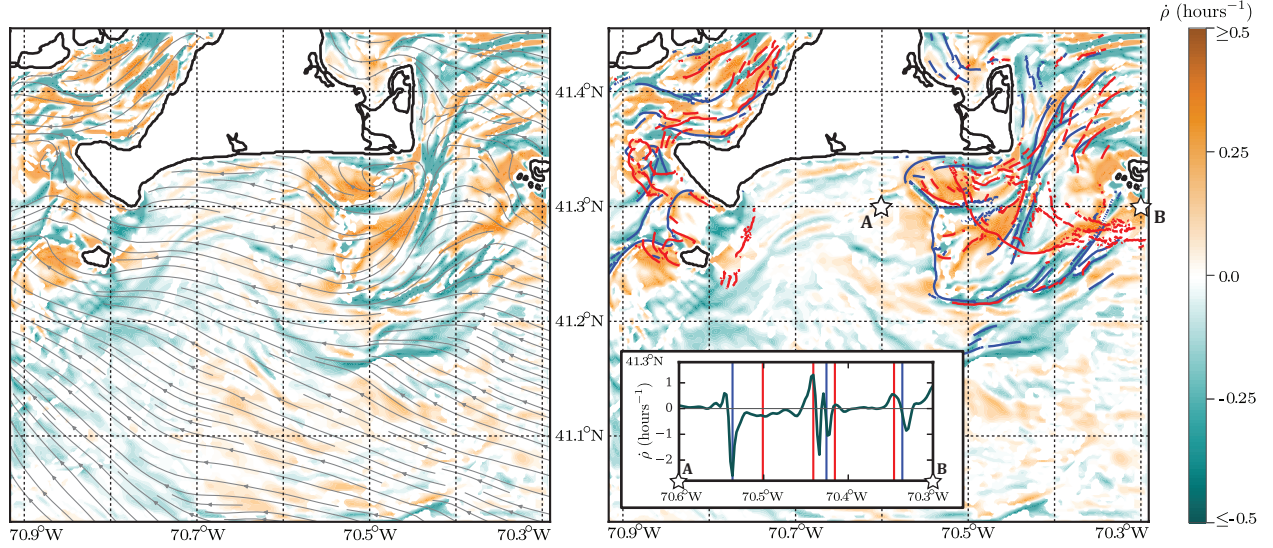 ρ̇ (hours⁻¹)
≥0.5
0.25
0.0
-0.25
≤-0.5
41.4°N
41.3°N
41.2°N
41.1°N
70.9°W
70.7°W
70.5°W
70.3°W
A
B
41.3°N
1
0
-1
-2
ρ̇ (hours⁻¹)
A
B
70.6°W
70.5°W
70.4°W
70.3°W
70.9°W
70.7°W
70.5°W
70.3°W